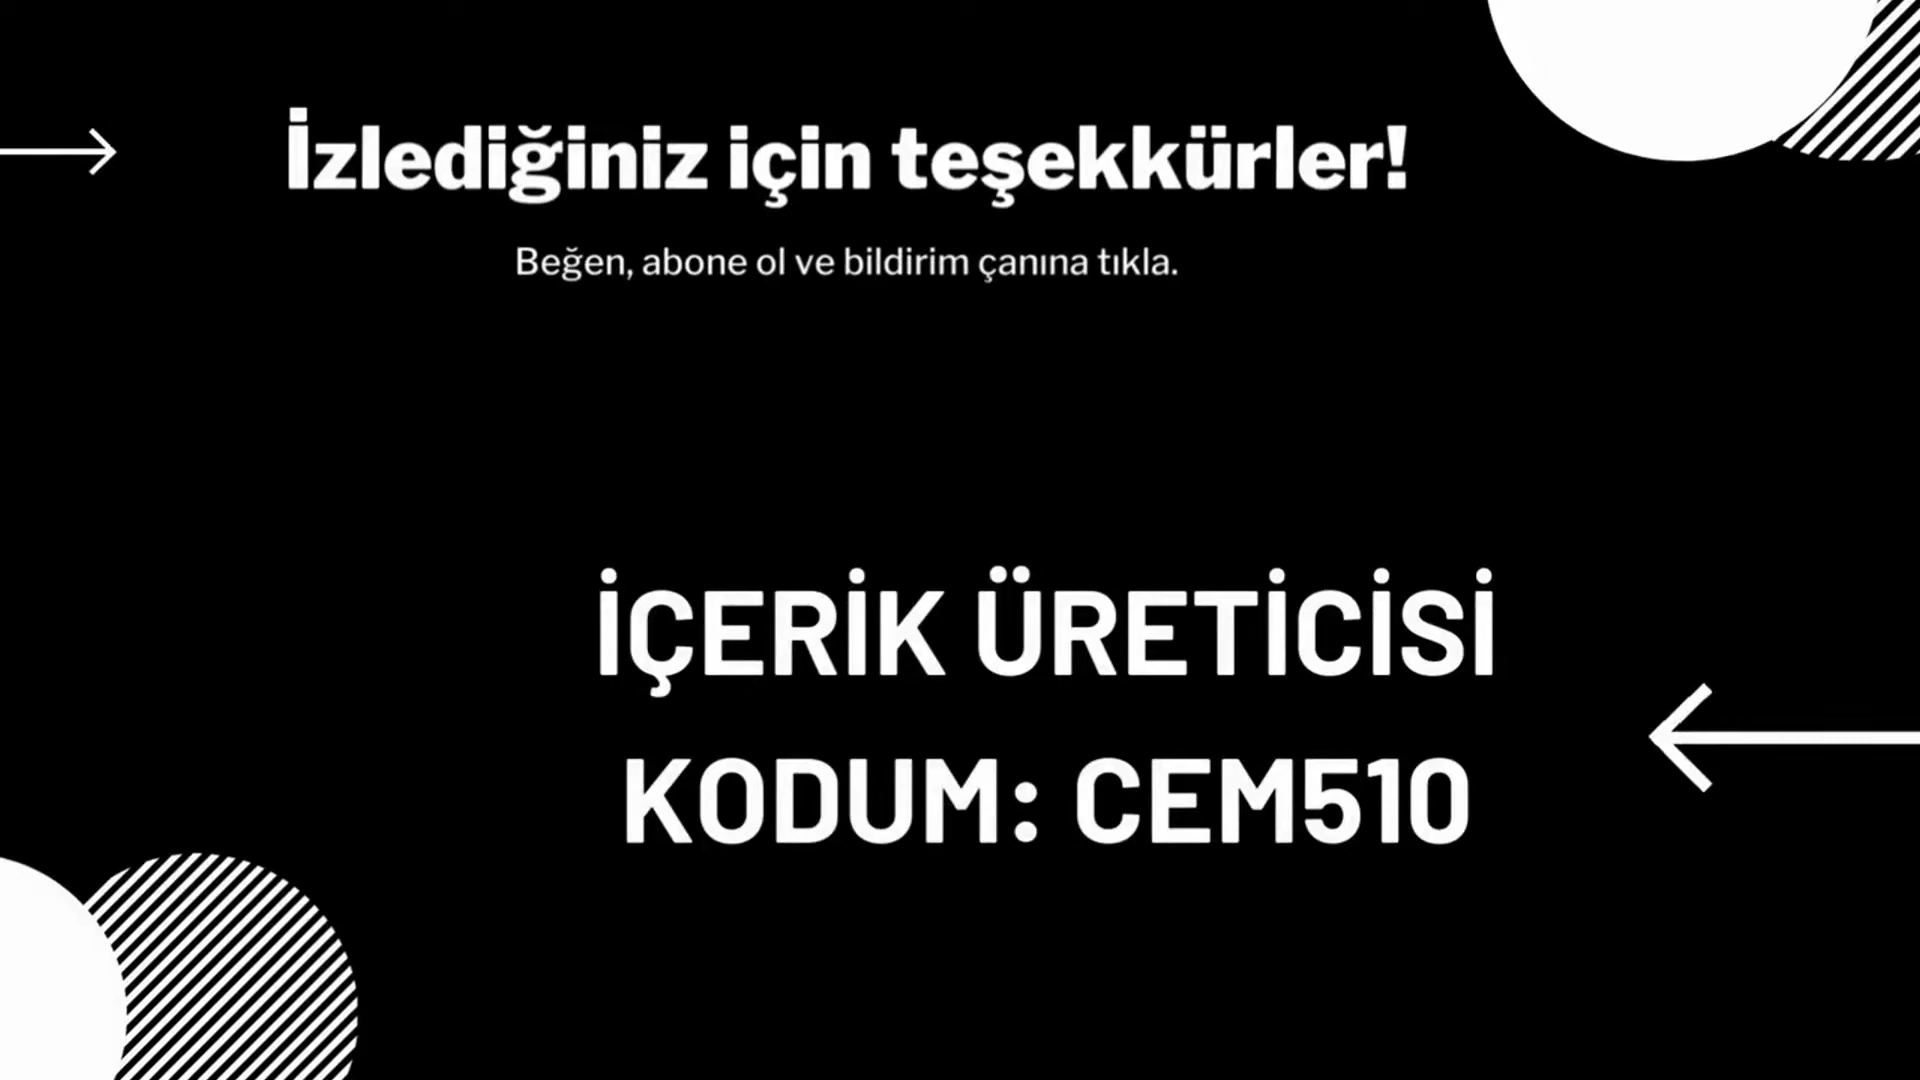 İzlediğiniz için teşekkürler!
Beğen, abone ol ve bildirim çanına tıkla.
İÇERİK ÜRETİCİSİ
KODUM: CEM510